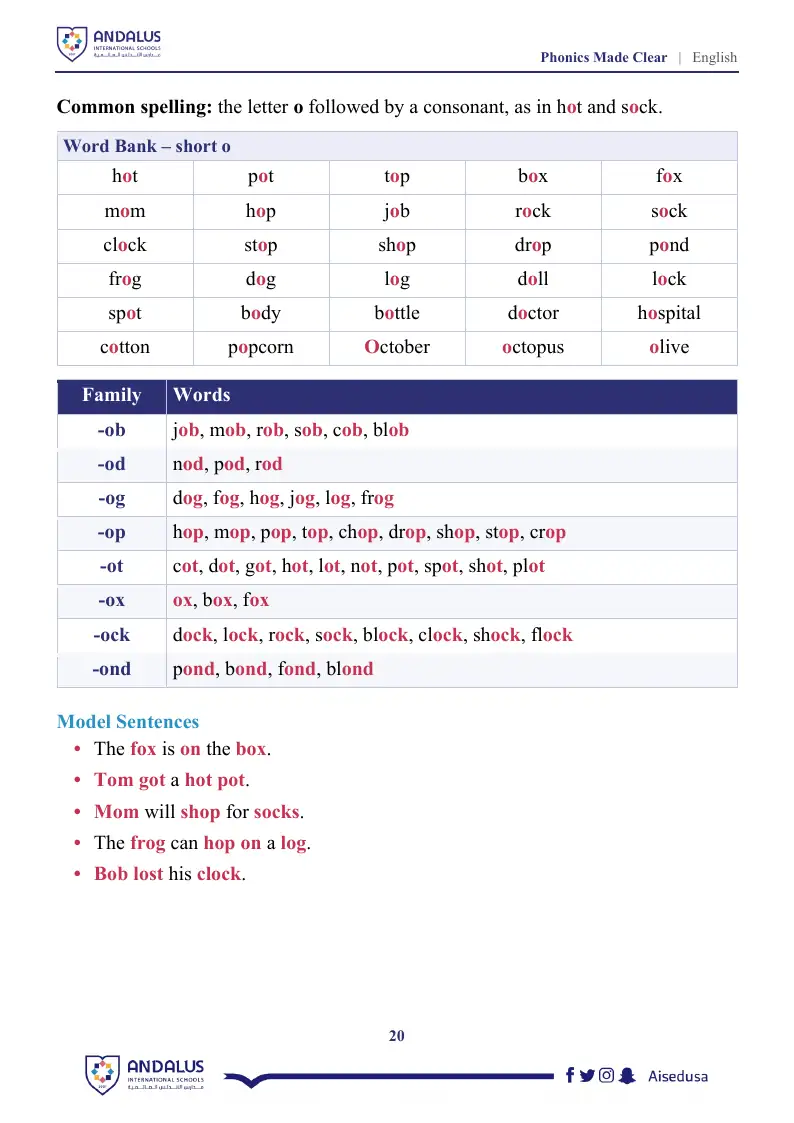 ANDALUS
INTERNATIONAL SCHOOLS
مدارس الأندلس العالمية
Phonics Made Clear | English
Common spelling: the letter o followed by a consonant, as in hot and sock.
Word Bank – short o
hot pot top box fox
mom hop job rock sock
clock stop shop drop pond
frog dog log doll lock
spot body bottle doctor hospital
cotton popcorn October octopus olive
Family Words
-ob job, mob, rob, sob, cob, blob
-od nod, pod, rod
-og dog, fog, hog, jog, log, frog
-op hop, mop, pop, top, chop, drop, shop, stop, crop
-ot cot, dot, got, hot, lot, not, pot, spot, shot, plot
-ox ox, box, fox
-ock dock, lock, rock, sock, block, clock, shock, flock
-ond pond, bond, fond, blond
Model Sentences
• The fox is on the box.
• Tom got a hot pot.
• Mom will shop for socks.
• The frog can hop on a log.
• Bob lost his clock.
20
ANDALUS
INTERNATIONAL SCHOOLS
مدارس الأندلس العالمية
Aisedusa